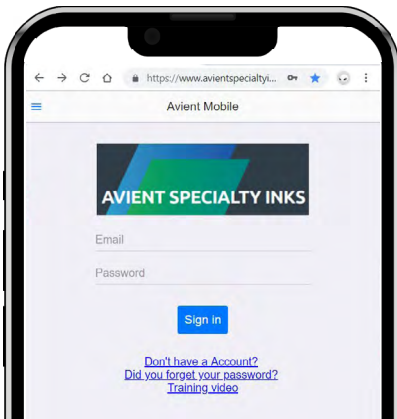 https://www.avientspecialtyi...
Avient Mobile
AVIENT SPECIALTY INKS
Email
Password
Sign in
Don't have a Account?
Did you forget your password?
Training video